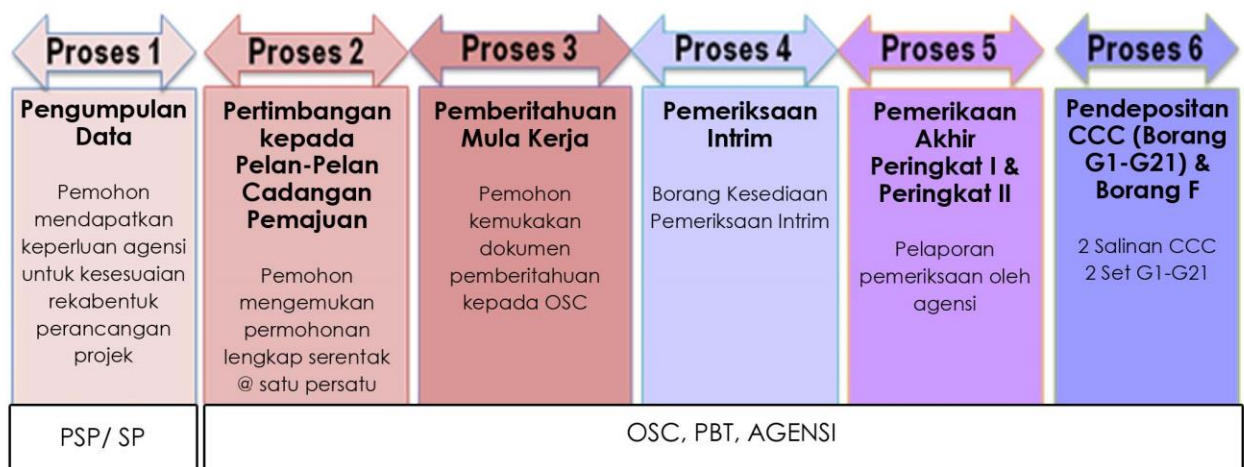 Proses 1
Pengumpulan
Data
Pemohon
mendapatkan
keperluan agensi
untuk kesesuaian
rekabentuk
perancangan
projek
Proses 2
Pertimbangan
kepada
Pelan-Pelan
Cadangan
Pemajuan
Pemohon
mengemukan
permohonan
lengkap serentak
@ satu persatu
Proses 3
Pemberitahuan
Mula Kerja
Pemohon
kemukakan
dokumen
pemberitahuan
kepada OSC
Proses 4
Pemeriksaan
Intrim
Borang Kesediaan
Pemeriksaan Intrim
Proses 5
Pemerikaan
Akhir
Peringkat I &
Peringkat II
Pelaporan
pemeriksaan oleh
agensi
Proses 6
Pendepositan
CCC (Borang
G1-G21) &
Borang F
2 Salinan CCC
2 Set G1-G21
PSP/ SP
OSC, PBT, AGENSI